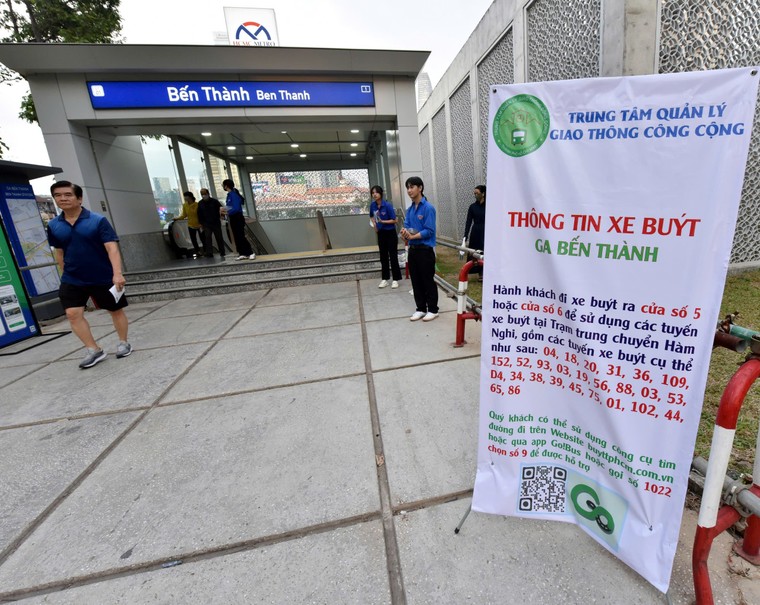 HCMC METRO
Bến Thành Ben Thanh
1
TRUNG TÂM QUẢN LÝ
GIAO THÔNG CÔNG CỘNG
THÔNG TIN XE BUÝT
GA BẾN THÀNH
Hành khách đi xe buýt ra cửa số 5
hoặc cửa số 6 để sử dụng các tuyến
xe buýt tại Trạm trung chuyển Hàm
Nghi, gồm các tuyến xe buýt cụ thể
như sau: 04, 18, 20, 31, 36, 109,
152, 52, 93, 03, 19, 56, 88, 03, 53,
D4, 34, 38, 39, 45, 75, 01, 102, 44,
65, 86
Quý khách có thể sử dụng công cụ tìm
đường đi trên Website buyttphcm.com.vn
hoặc qua app Go!Bus hoặc gọi số 1022
chọn số 9 để được hỗ trợ